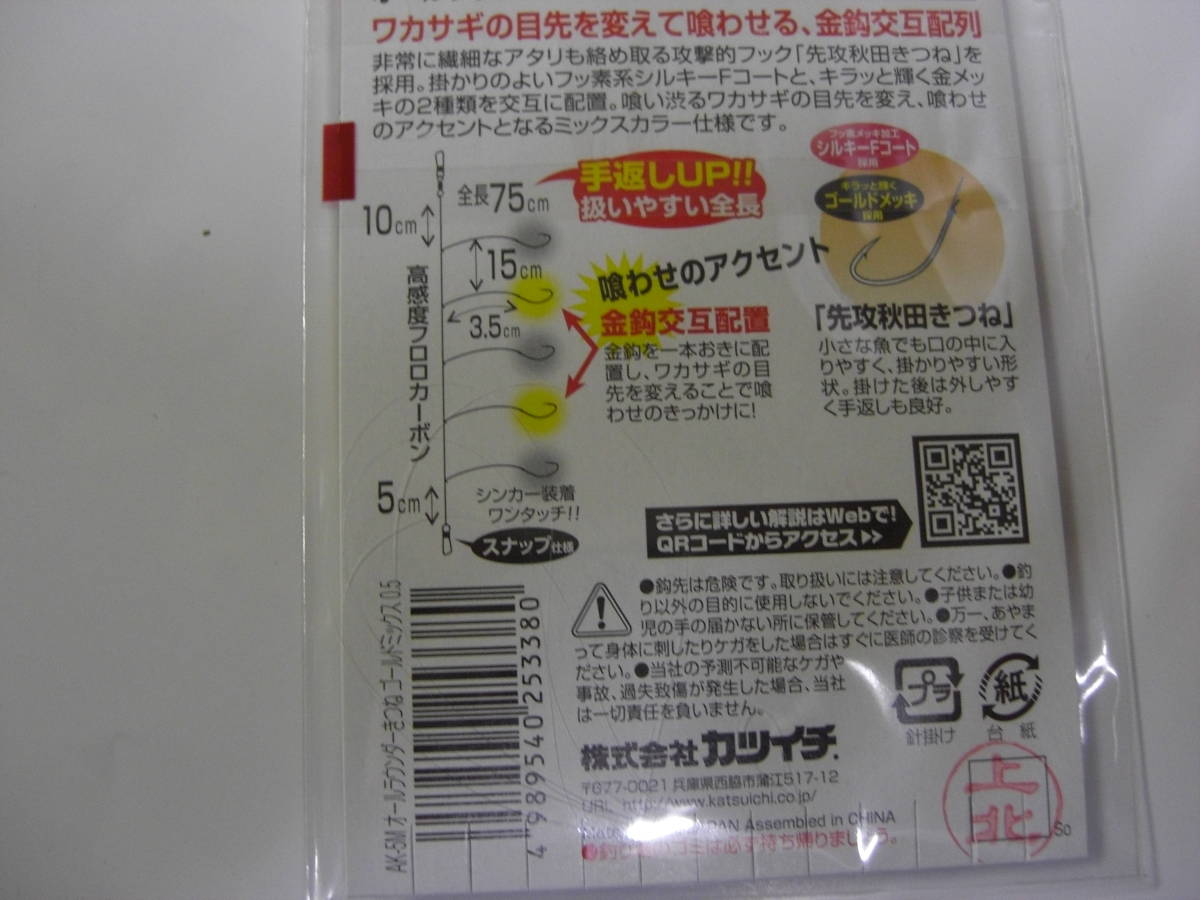 ワカサギの目先を変えて喰わせる、金鈎交互配列
非常に繊細なアタリも絡め取る攻撃的フック「先攻秋田きつね」を
採用。掛かりのよいフッ素系シルキーFコートと、キラッと輝く金メッ
キの2種類を交互に配置。喰い渋るワカサギの目先を変え、喰わせ
のアクセントとなるミックスカラー仕様です。
フッ素メッキ加工
シルキーFコート
採用
キラッと輝く
ゴールドメッキ
採用
全長75cm
手返しUP!!
扱いやすい全長
10cm
15cm
3.5cm
高感度フロロカーボン
喰わせのアクセント
金鈎交互配置
金鈎を一本おきに配
置し、ワカサギの目
先を変えることで喰
わせのきっかけに!
「先攻秋田きつね」
小さな魚でも口の中に入
りやすく、掛かりやすい形
状。掛けた後は外しやす
く手返しも良好。
5cm
シンカー装着
ワンタッチ!!
スナップ仕様
さらに詳しい解説はWebで!
QRコードからアクセス
●鈎先は危険です。取り扱いには注意してください。●釣
り以外の目的に使用しないでください。●子供または幼
児の手の届かない所に保管してください。●万一、あやま
って身体に刺したりケガをした場合はすぐに医師の診察を受けてく
ださい。●当社の予測不可能なケガや
事故、過失致傷が発生した場合、当社
は一切責任を負いません。
プラ
針掛け
紙
台紙
株式会社カツイチ.
〒677-0021 兵庫県西脇市蒲江517-12
URL http://www.katsuichi.co.jp/
PAN Assembled in CHINA
ゴミは必ず持ち帰りましょう。
上北
So
AK-5M オールラウンダーきつね ゴールドミックス 0.5
4 989540 253380